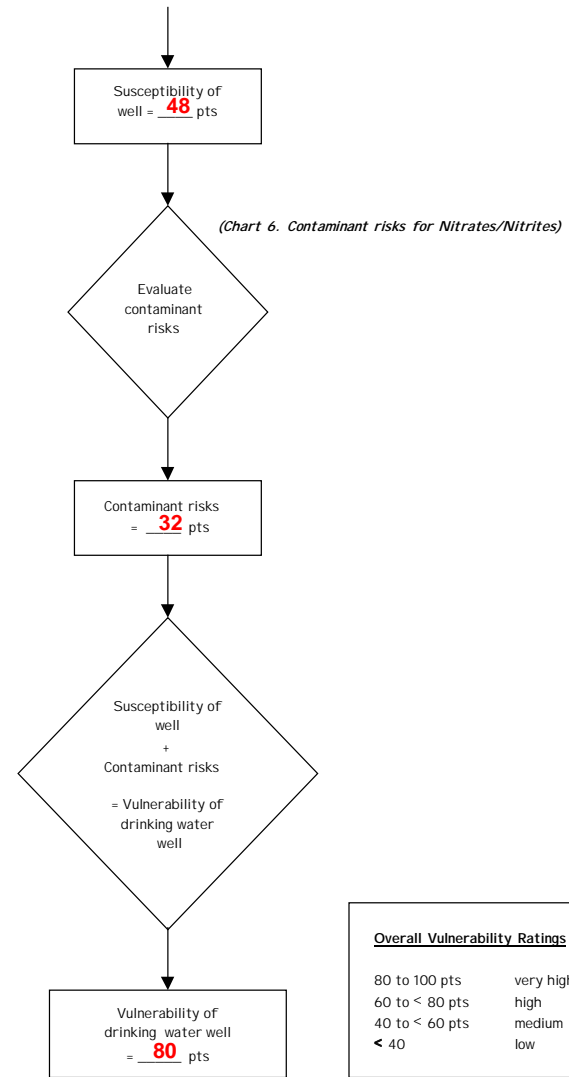 Susceptibility of
well = 48 pts
(Chart 6. Contaminant risks for Nitrates/Nitrites)
Evaluate
contaminant
risks
Contaminant risks
= 32 pts
Susceptibility of
well
+
Contaminant risks
= Vulnerability of
drinking water
well
Vulnerability of
drinking water well
= 80 pts
Overall Vulnerability Ratings
80 to 100 pts very high
60 to < 80 pts high
40 to < 60 pts medium
< 40 low